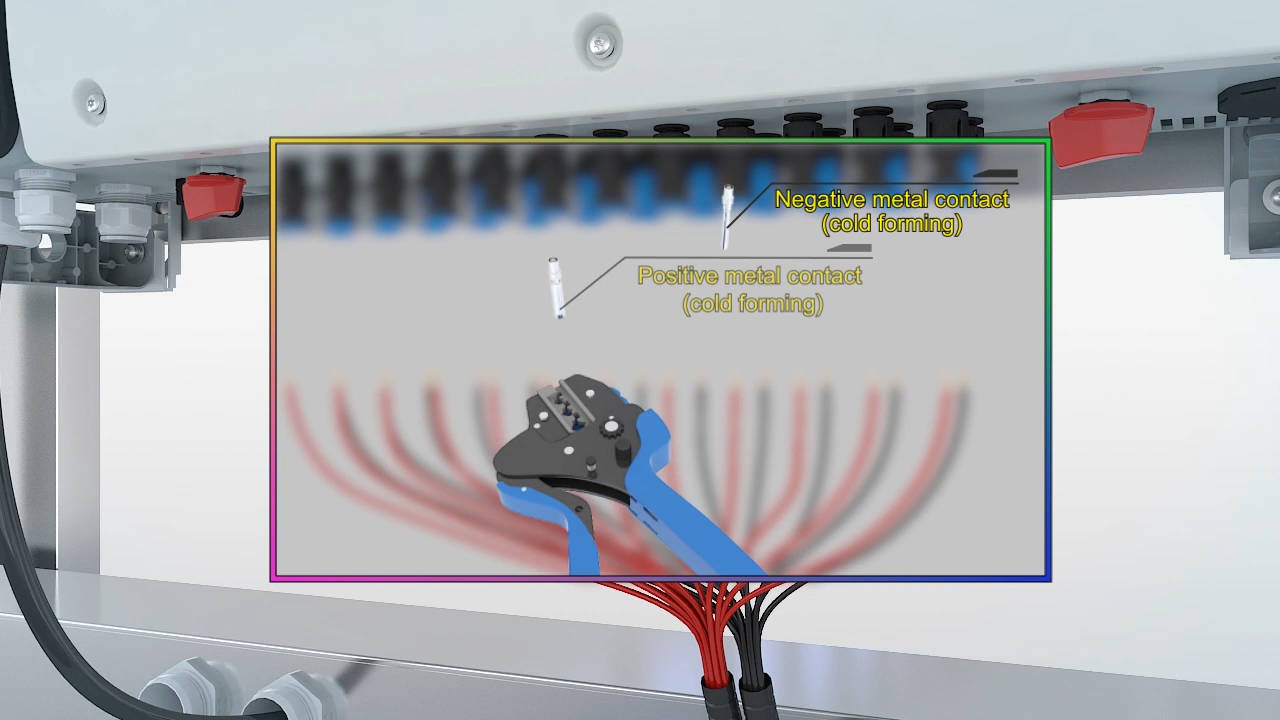 Negative metal contact
(cold forming)
Positive metal contact
(cold forming)